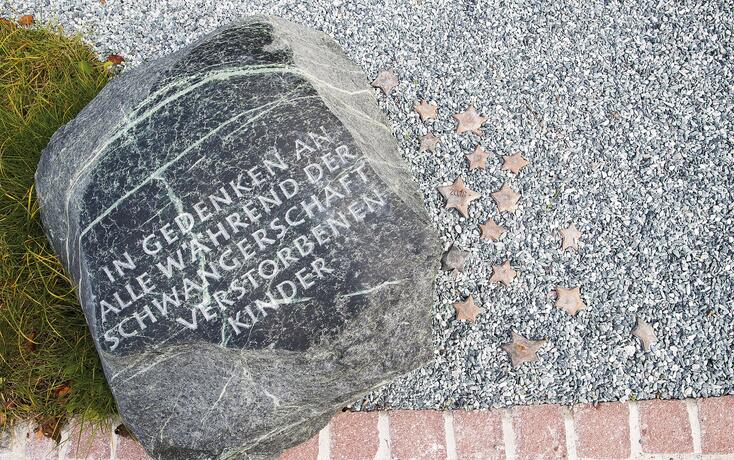 IN GEDENKEN AN
ALLE WÄHREND DER
SCHWANGERSCHAFT
VERSTORBENEN
KINDER